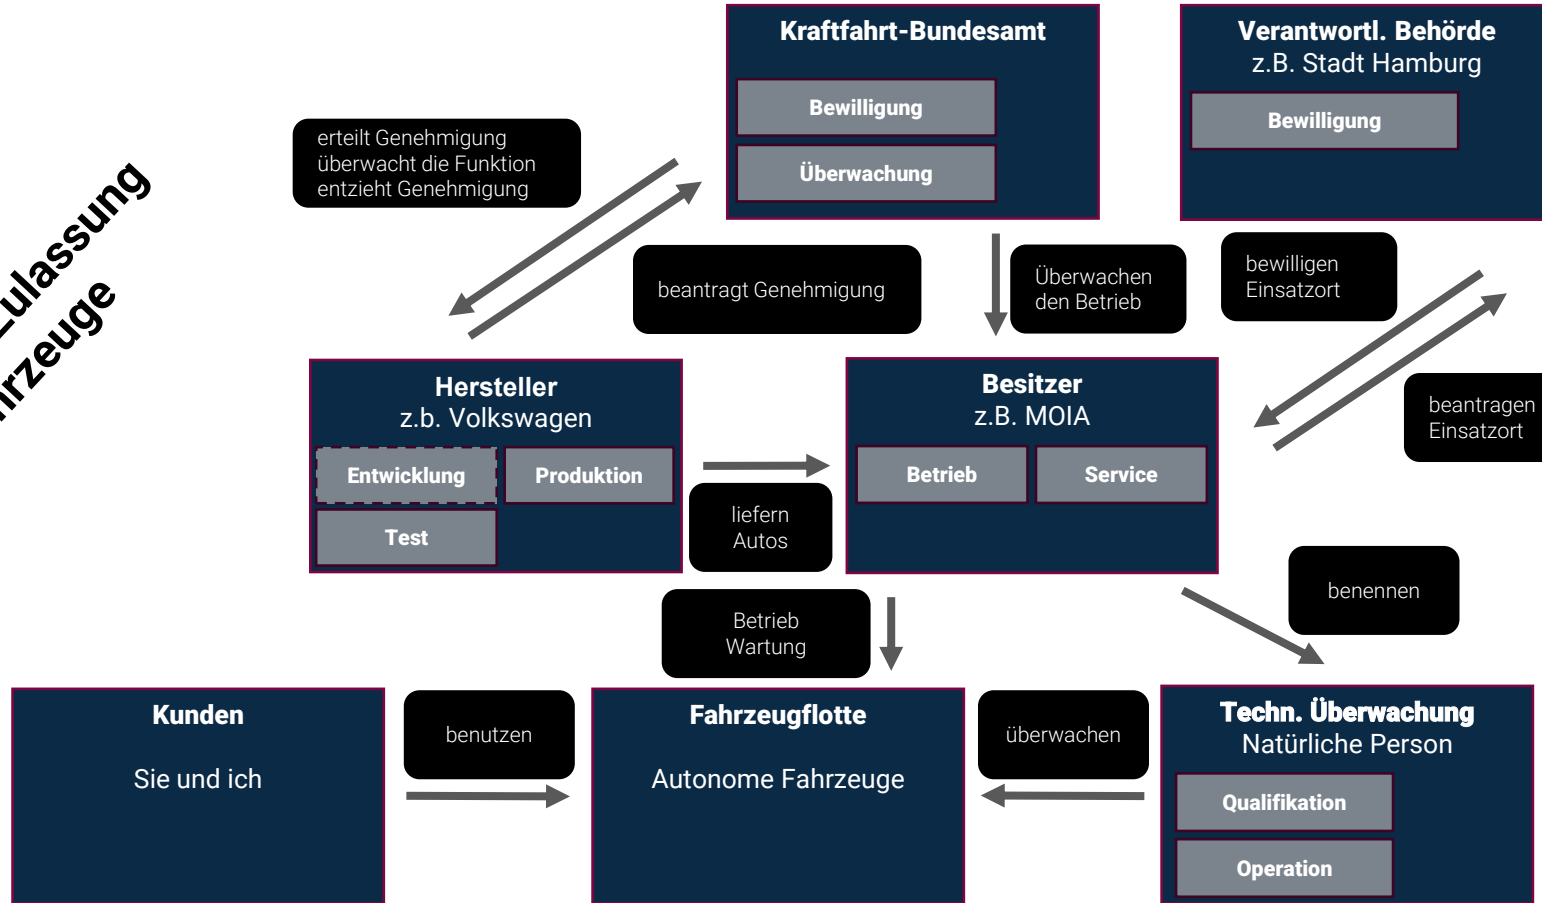 Kraftfahrt-Bundesamt
Bewilligung
Überwachung
Verantwortl. Behörde
z.B. Stadt Hamburg
Bewilligung
erteilt Genehmigung
überwacht die Funktion
entzieht Genehmigung
beantragt Genehmigung
Überwachen
den Betrieb
bewilligen
Einsatzort
beantragen
Einsatzort
Hersteller
z.b. Volkswagen
Entwicklung
Produktion
Test
liefern
Autos
Besitzer
z.B. MOIA
Betrieb
Service
Betrieb
Wartung
benennen
Kunden
Sie und ich
benutzen
Fahrzeugflotte
Autonome Fahrzeuge
überwachen
Techn. Überwachung
Natürliche Person
Qualifikation
Operation